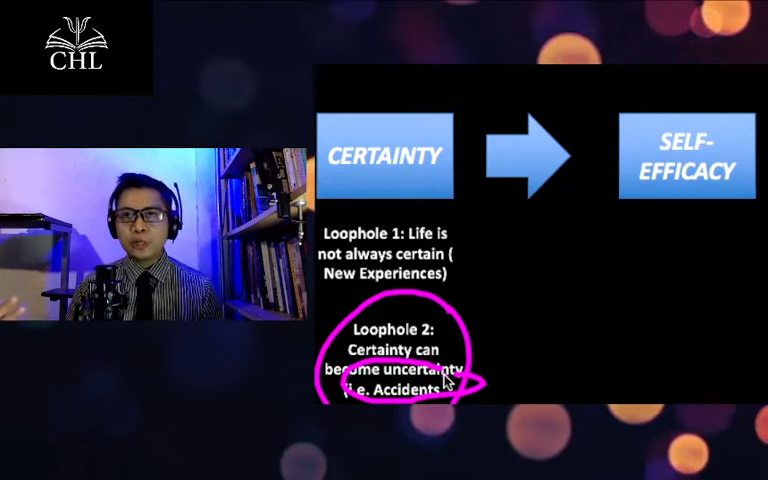 CHL
CERTAINTY
SELF-
EFFICACY
Loophole 1: Life is
not always certain (
New Experiences)
Loophole 2:
Certainty can
become uncertainty
(i.e. Accidents